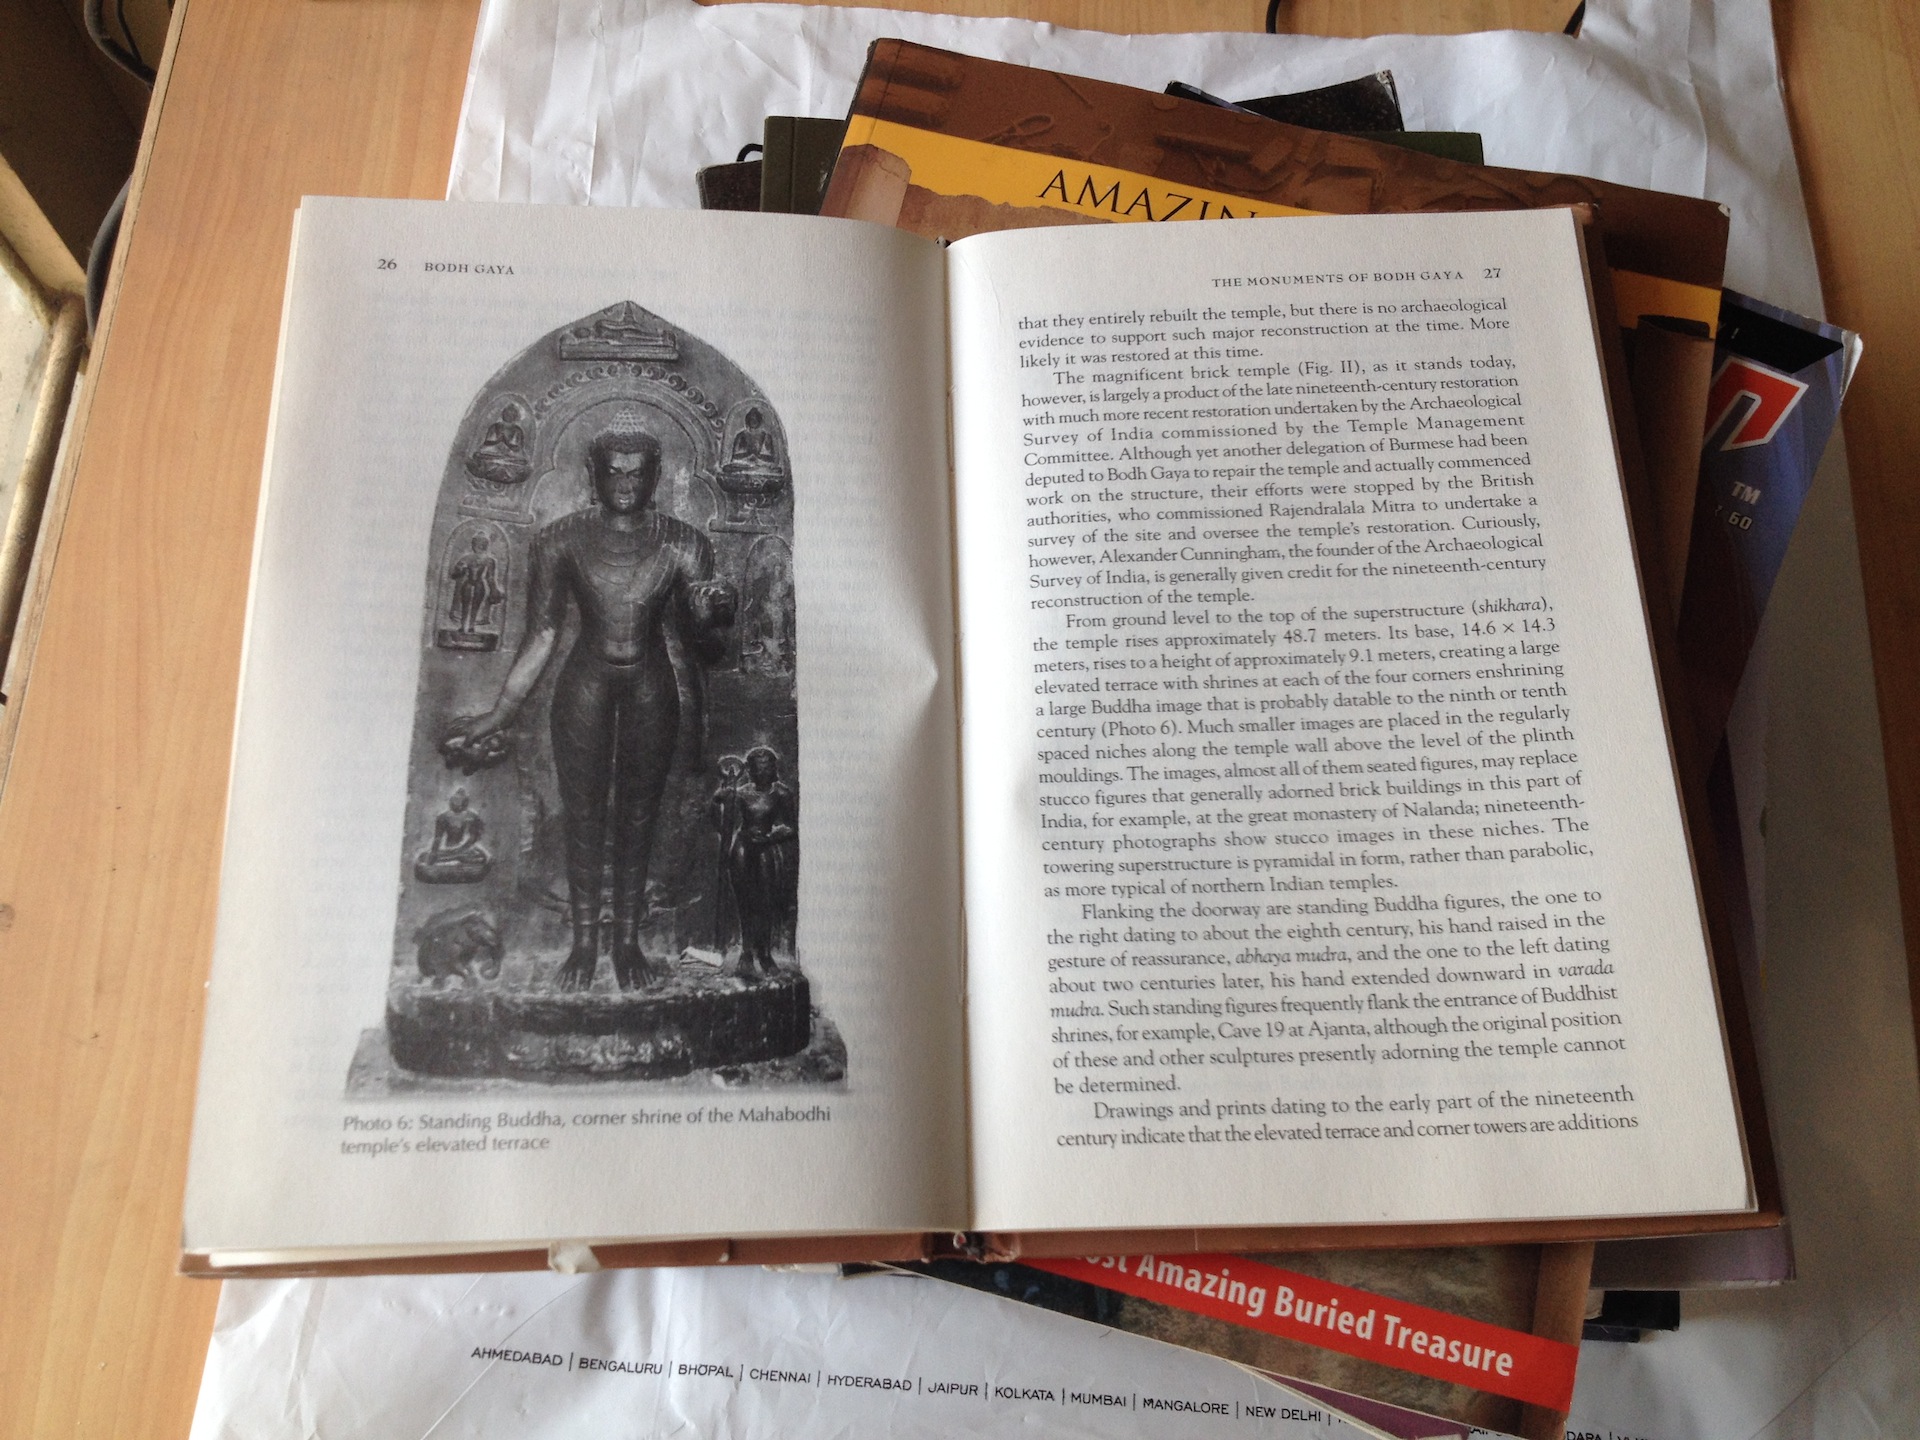 AMAZIN
TM
60
26 BODH GAYA
Photo 6: Standing Buddha, corner shrine of the Mahabodhi
temple's elevated terrace
THE MONUMENTS OF BODH GAYA 27
that they entirely rebuilt the temple, but there is no archaeological
evidence to support such major reconstruction at the time. More
likely it was restored at this time.
The magnificent brick temple (Fig. II), as it stands today,
however, is largely a product of the late nineteenth-century restoration
with much more recent restoration undertaken by the Archaeological
Survey of India commissioned by the Temple Management
Committee. Although yet another delegation of Burmese had been
deputed to Bodh Gaya to repair the temple and actually commenced
work on the structure, their efforts were stopped by the British
authorities, who commissioned Rajendralala Mitra to undertake a
survey of the site and oversee the temple's restoration. Curiously,
however, Alexander Cunningham, the founder of the Archaeological
Survey of India, is generally given credit for the nineteenth-century
reconstruction of the temple.
From ground level to the top of the superstructure (shikhara),
the temple rises approximately 48.7 meters. Its base, 14.6 × 14.3
meters, rises to a height of approximately 9.1 meters, creating a large
elevated terrace with shrines at each of the four corners enshrining
a large Buddha image that is probably datable to the ninth or tenth
century (Photo 6). Much smaller images are placed in the regularly
spaced niches along the temple wall above the level of the plinth
mouldings. The images, almost all of them seated figures, may replace
stucco figures that generally adorned brick buildings in this part of
India, for example, at the great monastery of Nalanda; nineteenth-
century photographs show stucco images in these niches. The
towering superstructure is pyramidal in form, rather than parabolic,
as more typical of northern Indian temples.
Flanking the doorway are standing Buddha figures, the one to
the right dating to about the eighth century, his hand raised in the
gesture of reassurance, abhaya mudra, and the one to the left dating
about two centuries later, his hand extended downward in varada
mudra. Such standing figures frequently flank the entrance of Buddhist
shrines, for example, Cave 19 at Ajanta, although the original position
of these and other sculptures presently adorning the temple cannot
be determined.
Drawings and prints dating to the early part of the nineteenth
century indicate that the elevated terrace and corner towers are additions
ost Amazing Buried Treasure
AHMEDABAD | BENGALURU | BHOPAL | CHENNAI | HYDERABAD | JAIPUR | KOLKATA | MUMBAI | MANGALORE | NEW DELHI |